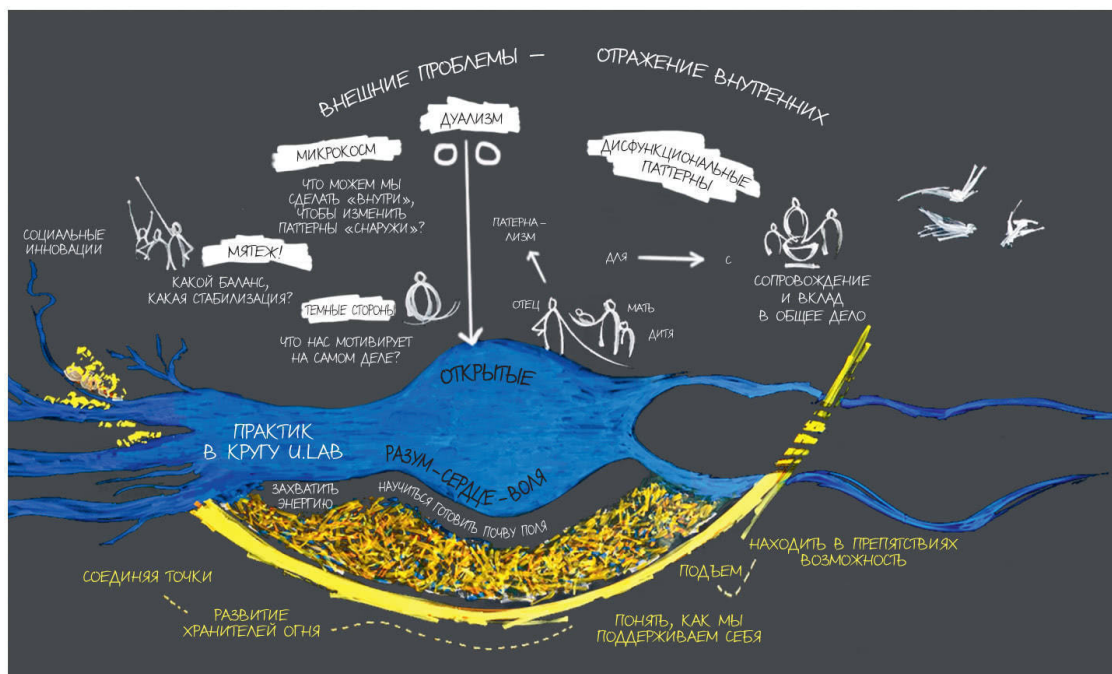 ВНЕШНИЕ ПРОБЛЕМЫ — ОТРАЖЕНИЕ ВНУТРЕННИХ
ДУАЛИЗМ
МИКРОКОСМ
ЧТО МОЖЕМ МЫ
СДЕЛАТЬ «ВНУТРИ»,
ЧТОБЫ ИЗМЕНИТЬ
ПАТТЕРНЫ «СНАРУЖИ»?
ДИСФУНКЦИОНАЛЬНЫЕ
ПАТТЕРНЫ
СОЦИАЛЬНЫЕ
ИННОВАЦИИ
МЯТЕЖ!
КАКОЙ БАЛАНС,
КАКАЯ СТАБИЛИЗАЦИЯ?
ПАТЕРНА –
ЛИЗМ
ДЛЯ
С
СОПРОВОЖДЕНИЕ
И ВКЛАД
В ОБЩЕЕ ДЕЛО
ТЕМНЫЕ СТОРОНЫ
ЧТО НАС МОТИВИРУЕТ
НА САМОМ ДЕЛЕ?
ОТЕЦ
МАТЬ
ДИТЯ
ОТКРЫТЫЕ
РАЗУМ–СЕРДЦЕ–ВОЛЯ
ПРАКТИК
В КРУГУ U.LAB
ЗАХВАТИТЬ
ЭНЕРГИЮ
НАУЧИТЬСЯ ГОТОВИТЬ ПОЧВУ ПОЛЯ
СОЕДИНЯЯ ТОЧКИ
РАЗВИТИЕ
ХРАНИТЕЛЕЙ ОГНЯ
ПОНЯТЬ, КАК МЫ
ПОДДЕРЖИВАЕМ СЕБЯ
ПОДЪЕМ
НАХОДИТЬ В ПРЕПЯТСТВИЯХ
ВОЗМОЖНОСТЬ